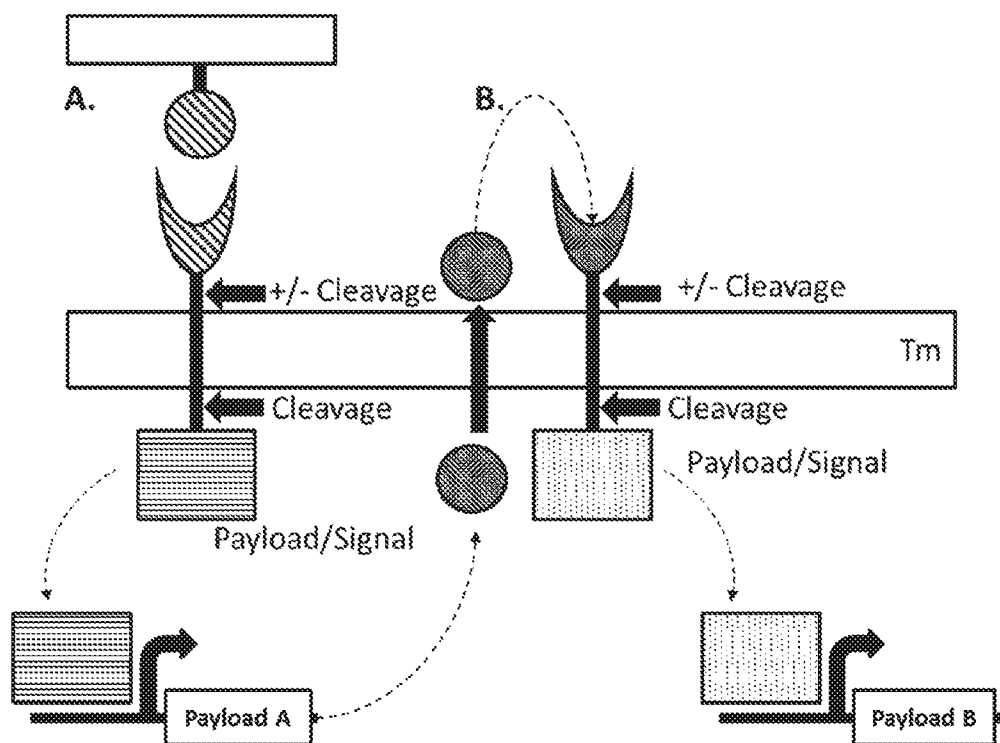 A.
B.
+/- Cleavage
+/- Cleavage
Tm
Cleavage
Cleavage
Payload/Signal
Payload/Signal
Payload A
Payload B